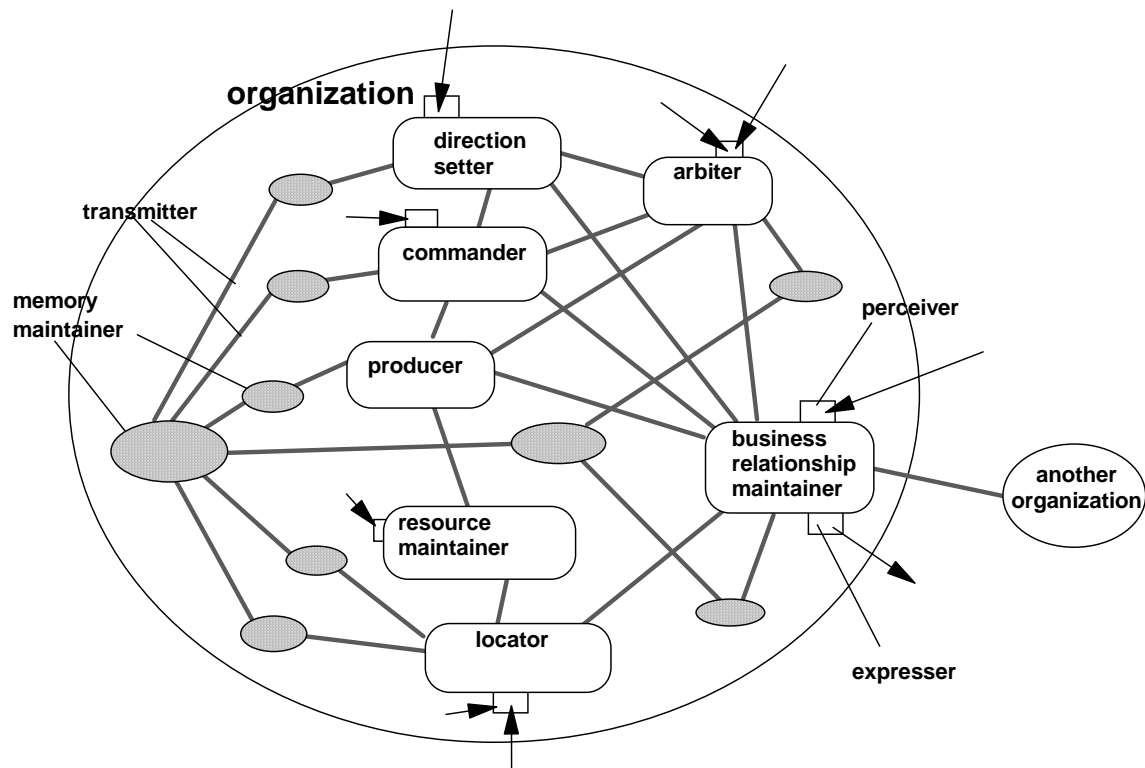 organization
direction
setter
arbiter
transmitter
commander
memory
maintainer
perceiver
producer
business
relationship
maintainer
another
organization
resource
maintainer
locator
expresser